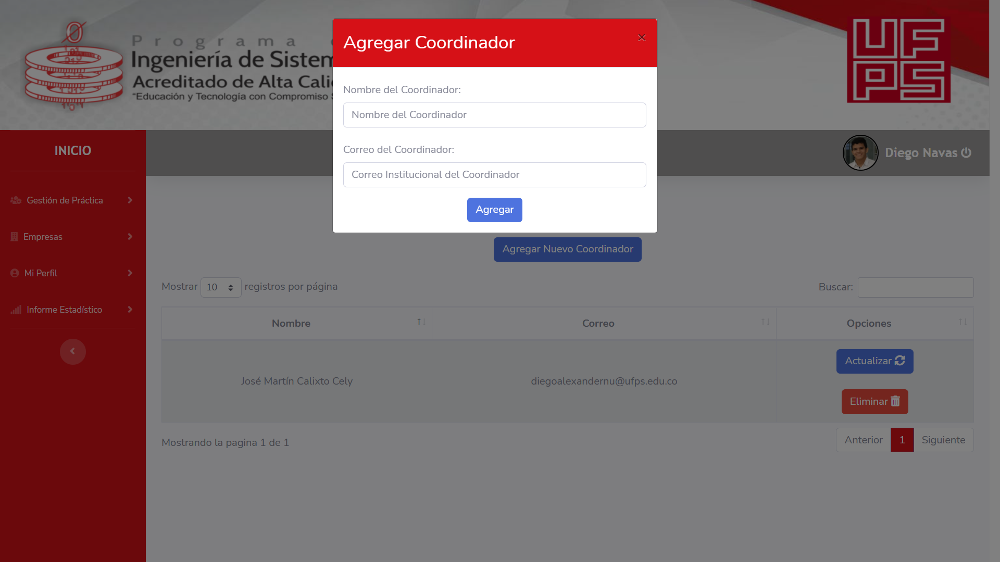 Programa
Ingeniería de Sistem
Acreditado de Alta Cali
“Educación y Tecnología con Compromiso
UFPS
Agregar Coordinador
×
Nombre del Coordinador:
Nombre del Coordinador
Correo del Coordinador:
Correo Institucional del Coordinador
Agregar
INICIO
Gestión de Práctica
Empresas
Mi Perfil
Informe Estadístico
Diego Navas
Agregar Nuevo Coordinador
Mostrar 10 registros por página
Buscar:
Nombre Correo Opciones
José Martín Calixto Cely diegoalexandernu@ufps.edu.co
Actualizar
Eliminar
Mostrando la pagina 1 de 1
Anterior 1 Siguiente